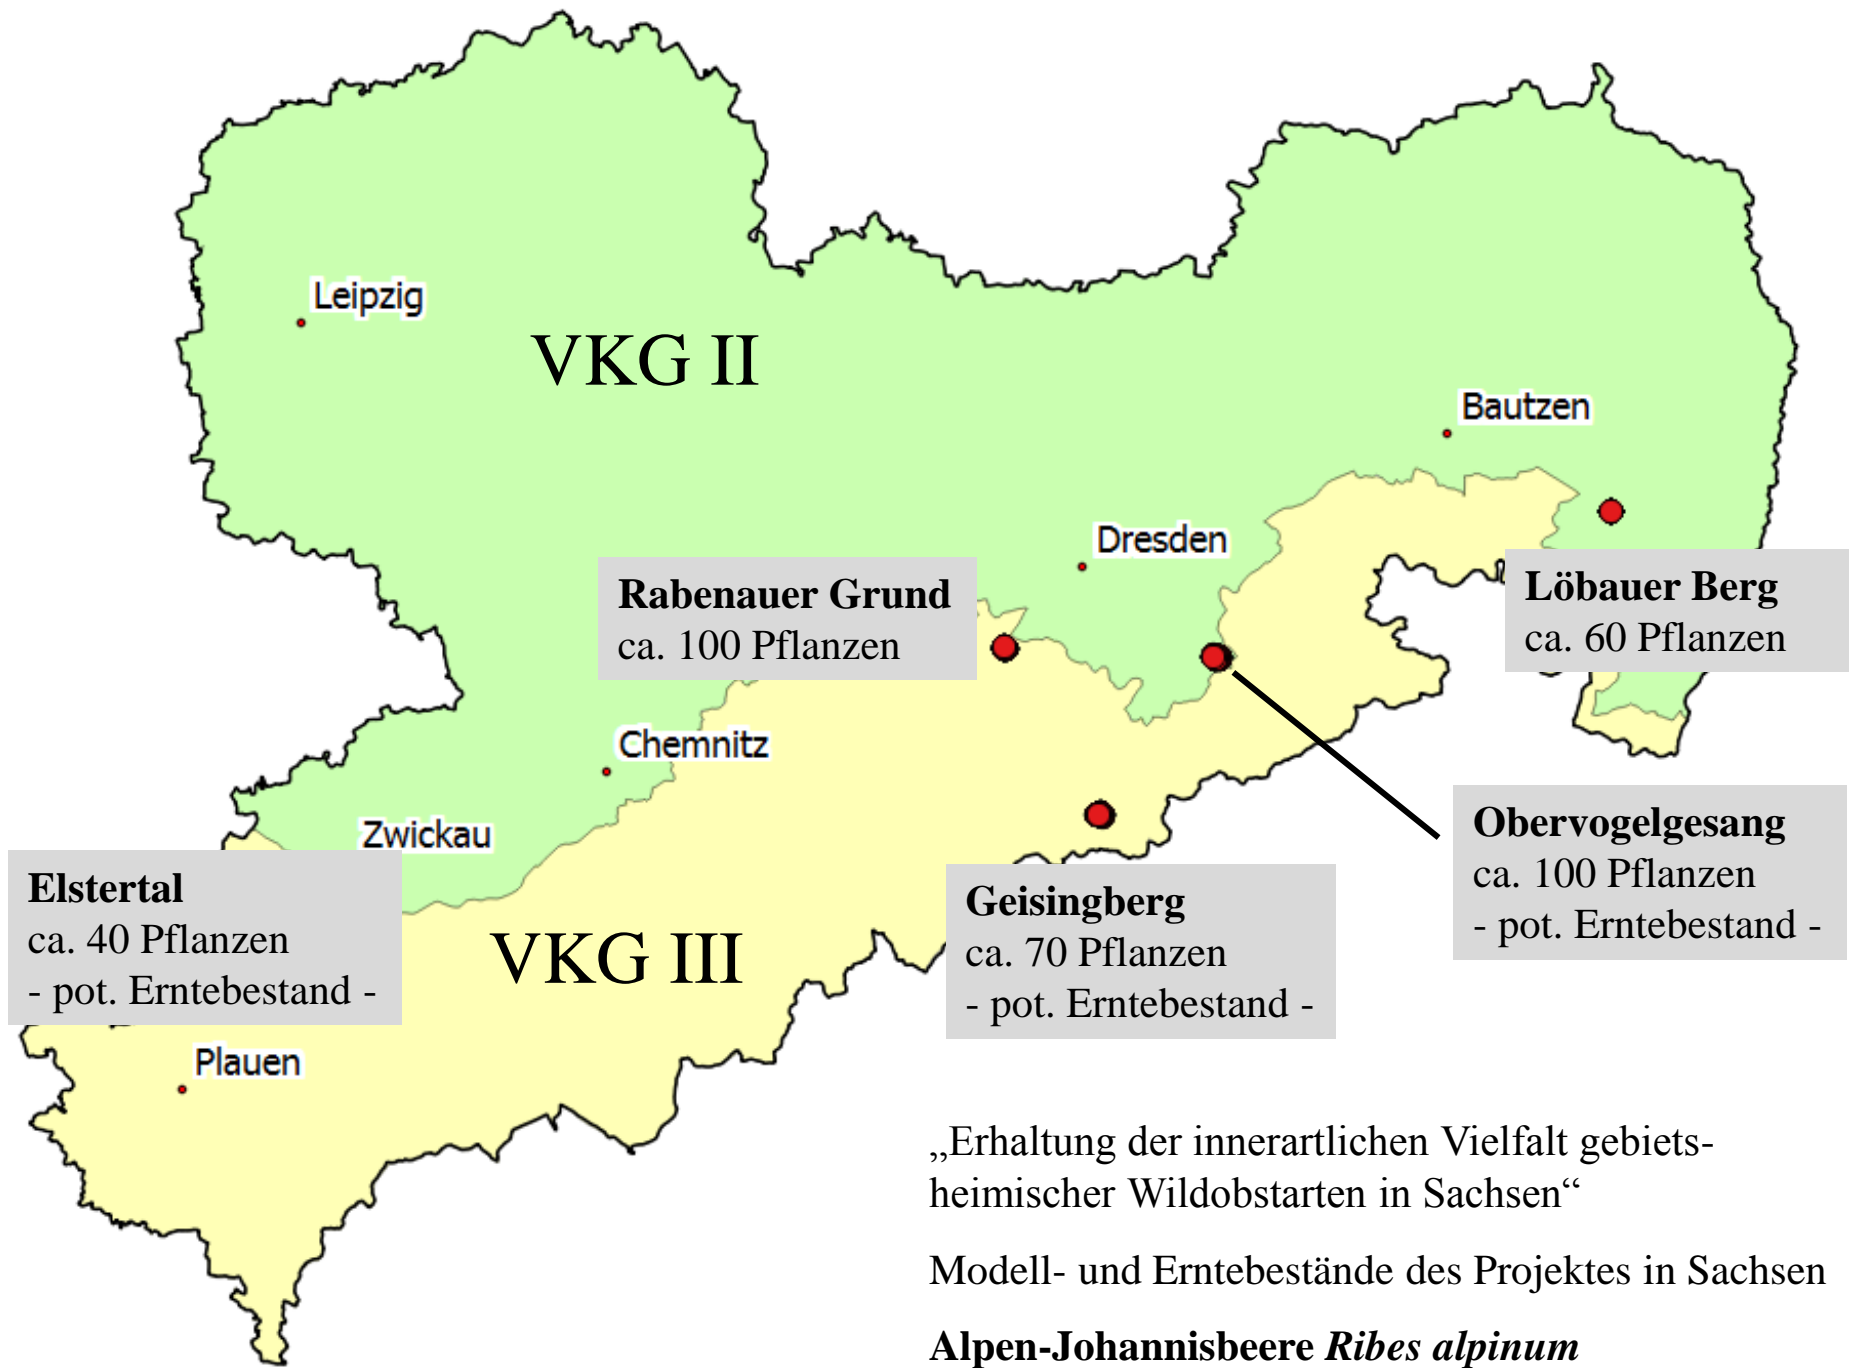 Leipzig
VKG II
Bautzen
Dresden
Rabenauer Grund
ca. 100 Pflanzen
Löbauer Berg
ca. 60 Pflanzen
Chemnitz
Zwickau
Obervogelgesang
ca. 100 Pflanzen
- pot. Erntebestand -
Elstertal
ca. 40 Pflanzen
- pot. Erntebestand -
VKG III
Geisingberg
ca. 70 Pflanzen
- pot. Erntebestand -
Plauen
„Erhaltung der innerartlichen Vielfalt gebiets-
heimischer Wildobstarten in Sachsen“
Modell- und Erntebestände des Projektes in Sachsen
Alpen-Johannisbeere Ribes alpinum